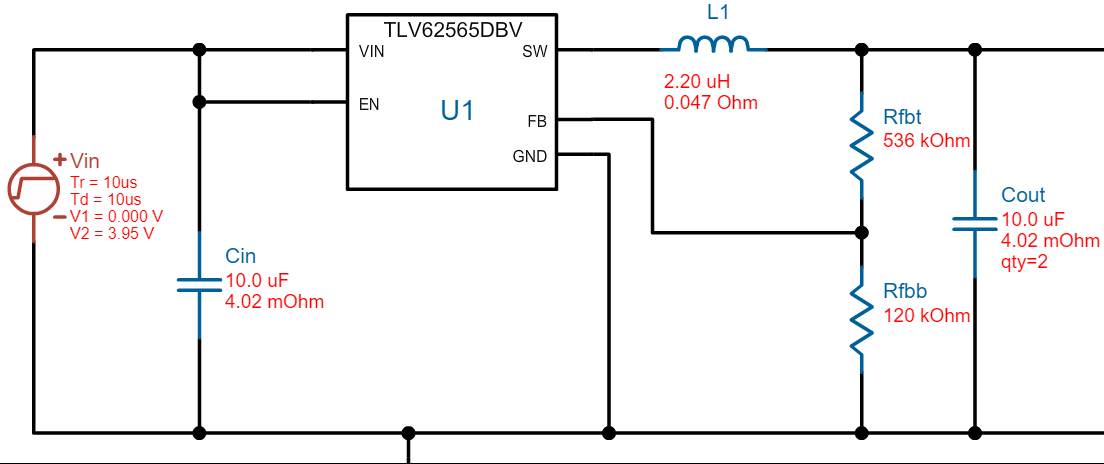 L1
TLV62565DBV
VIN
SW
2.20 uH
0.047 Ohm
EN
U1
FB
GND
Rfbt
536 kOhm
+ Vin
Tr = 10us
Td = 10us
V1 = 0.000 V
V2 = 3.95 V
Cout
10.0 uF
4.02 mOhm
qty=2
Cin
10.0 uF
4.02 mOhm
Rfbb
120 kOhm